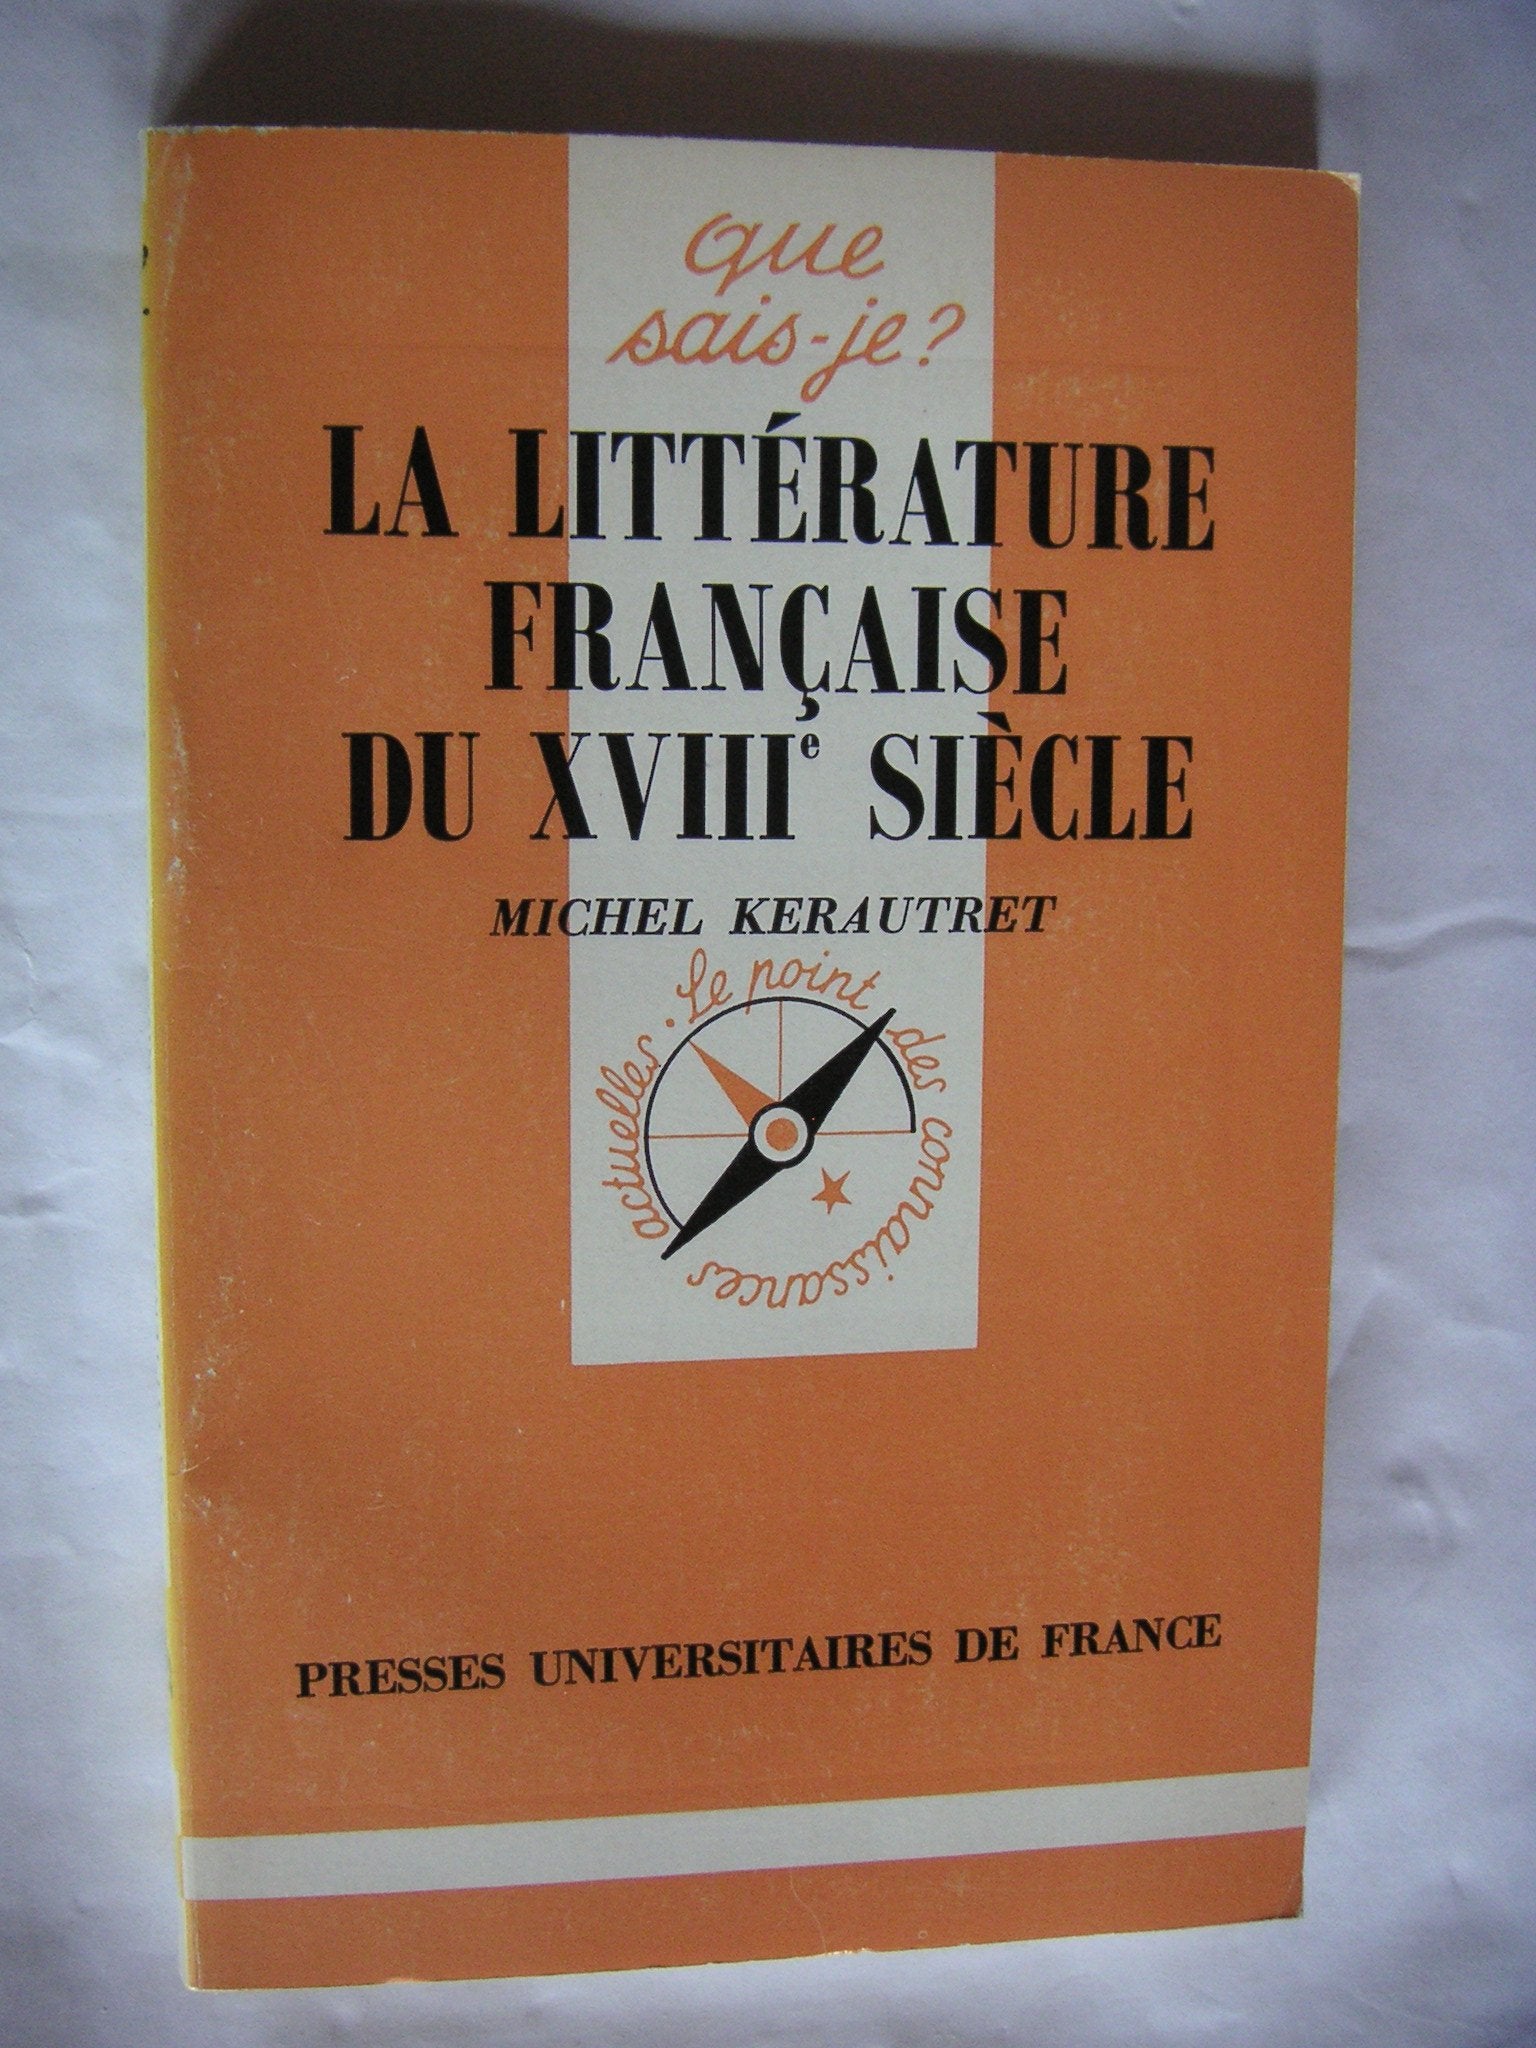 que
sais-je?
LA LITTÉRATURE
FRANÇAISE
DU XVIIIe SIÈCLE
MICHEL KERAUTRET
Le point des connaissances actuelles.
PRESSES UNIVERSITAIRES DE FRANCE